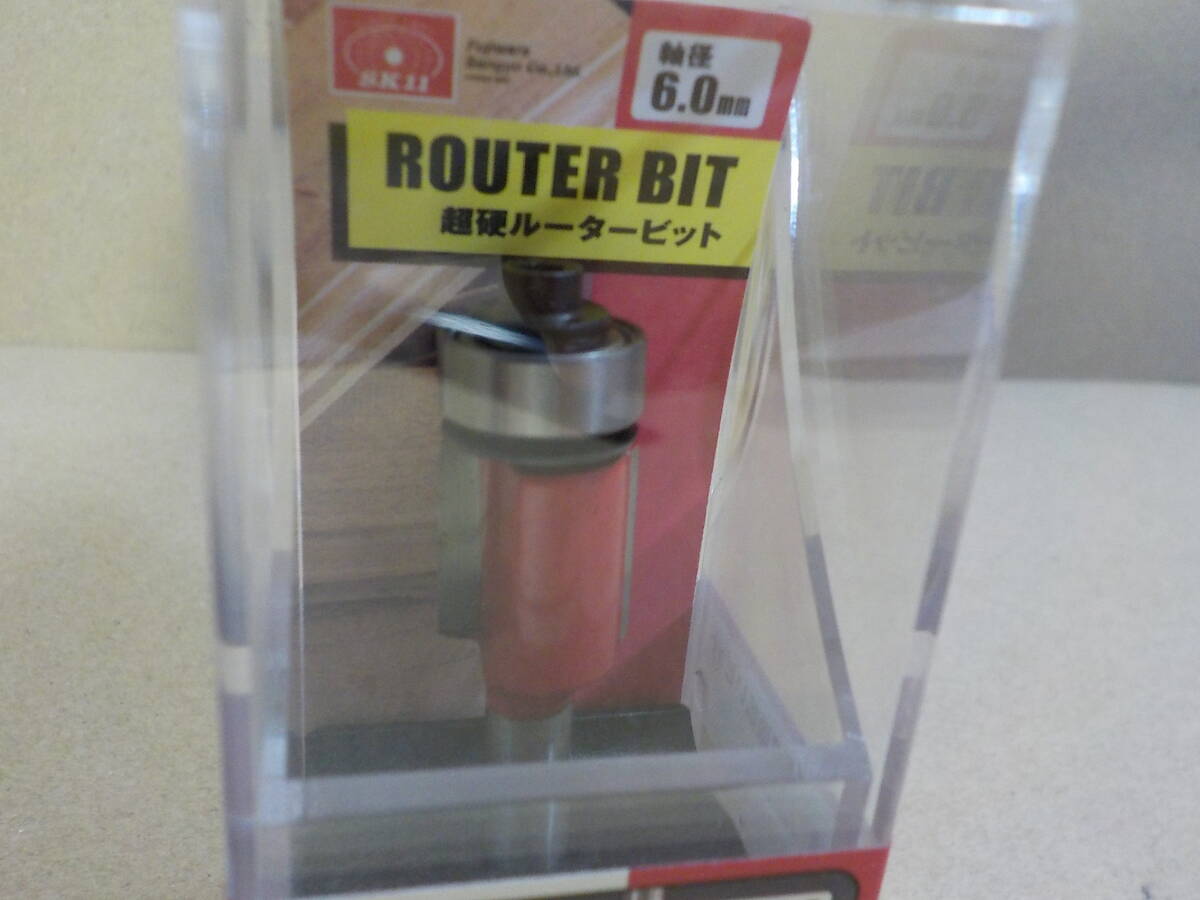 SK11
Fujiwara
Sangyo Co.,Ltd.
軸径
6.0mm
ROUTER BIT
超硬ルータービット